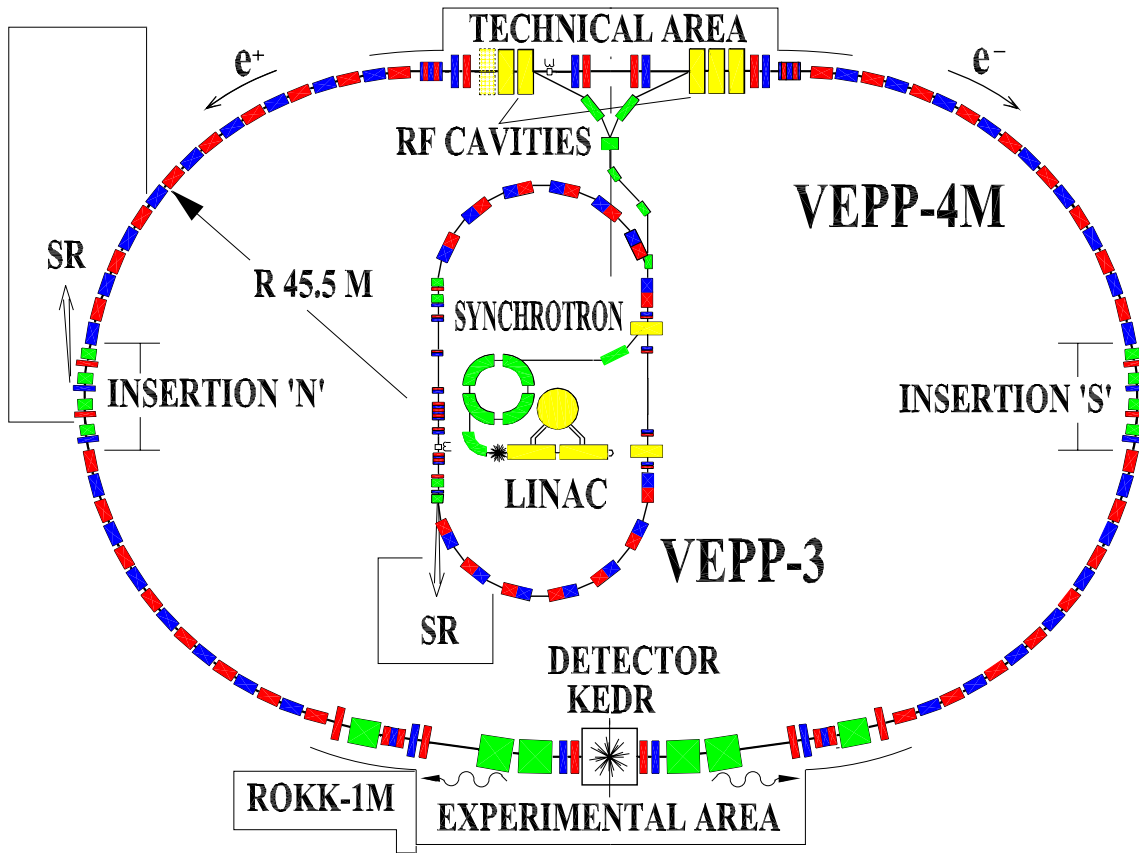 TECHNICAL AREA
e+
e−
RF CAVITIES
VEPP-4M
SR
R 45.5 M
SYNCHROTRON
INSERTION 'N'
INSERTION 'S'
LINAC
VEPP-3
SR
DETECTOR
KEDR
ROKK-1M
EXPERIMENTAL AREA